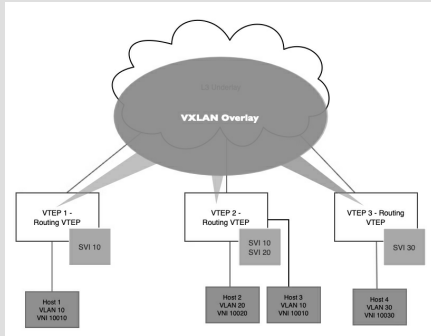 L3 Underlay
VXLAN Overlay
VTEP 1 -
Routing VTEP
SVI 10
VTEP 2 -
Routing VTEP
SVI 10
SVI 20
VTEP 3 - Routing
VTEP
SVI 30
Host 1
VLAN 10
VNI 10010
Host 2
VLAN 20
VNI 10020
Host 3
VLAN 10
VNI 10010
Host 4
VLAN 30
VNI 10030